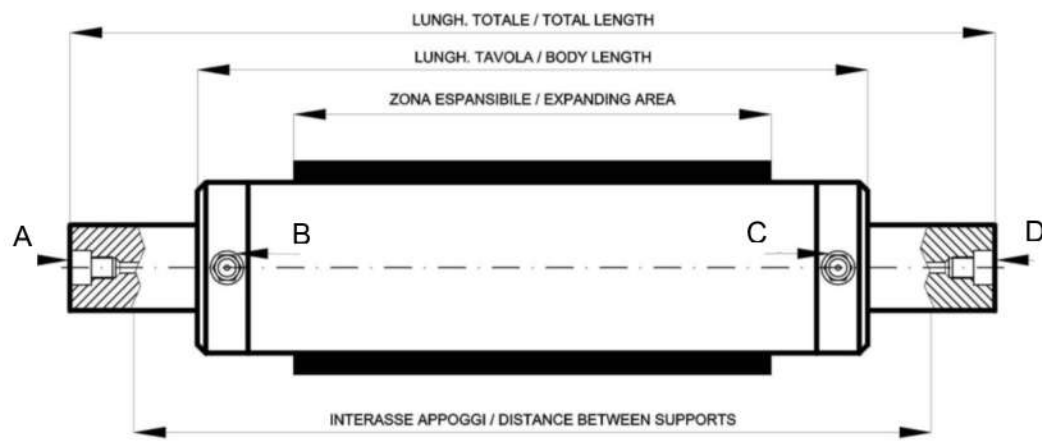 LUNGH. TOTALE / TOTAL LENGTH
LUNGH. TAVOLA / BODY LENGTH
ZONA ESPANSIBILE / EXPANDING AREA
A
B
C
D
INTERASSE APPOGGI / DISTANCE BETWEEN SUPPORTS